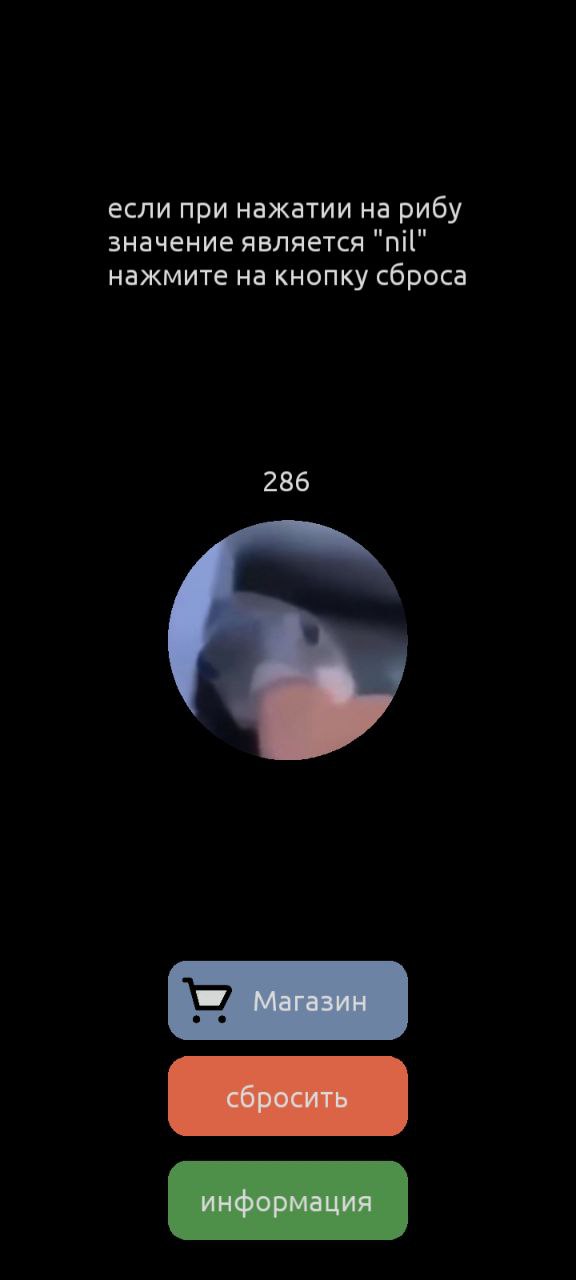 если при нажатии на рибу
значение является "nil"
нажмите на кнопку сброса
286
Магазин
сбросить
информация